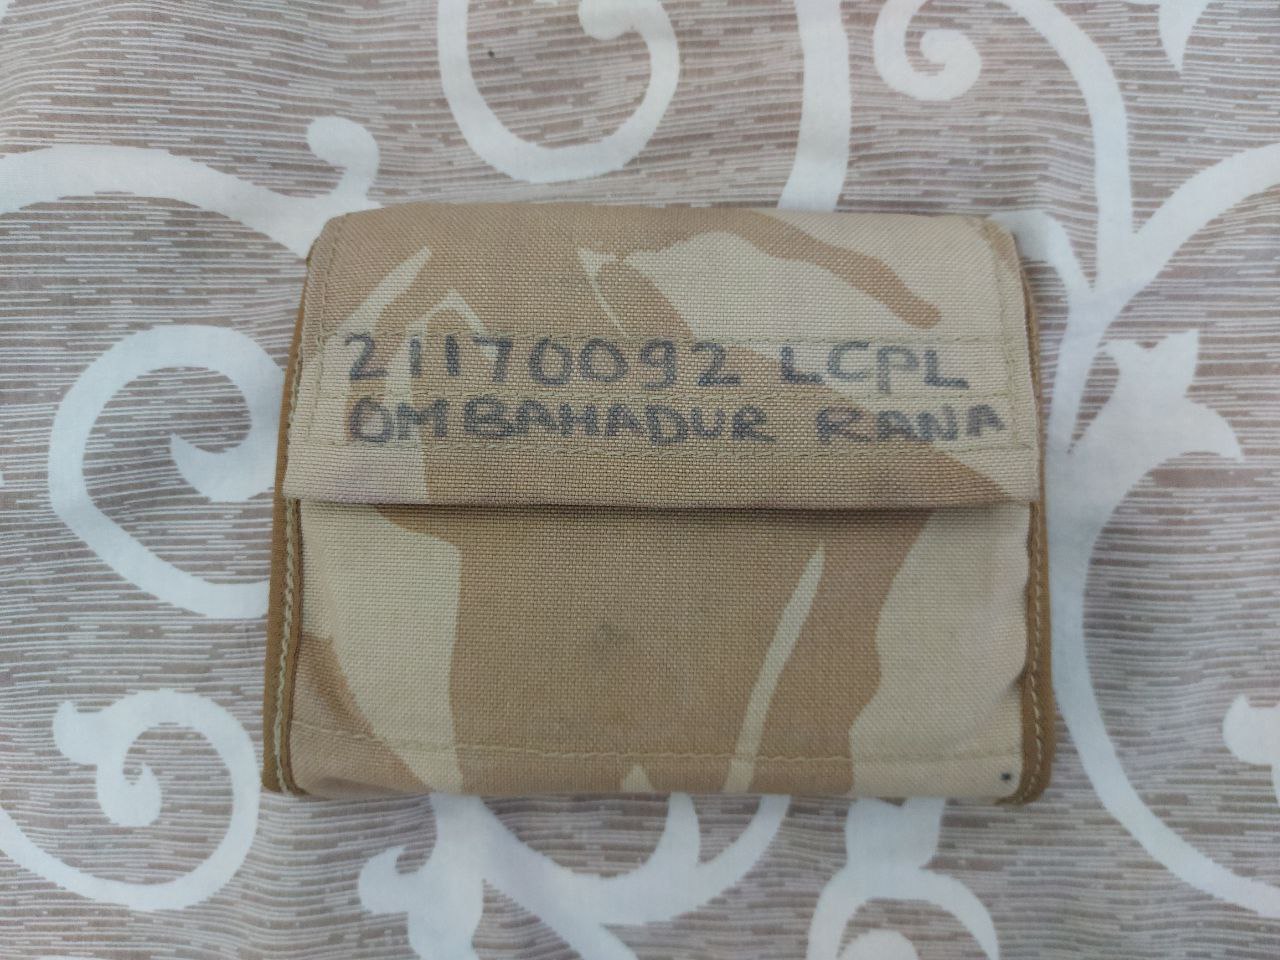 21170092 LCPL
OMBAHADUR RANA